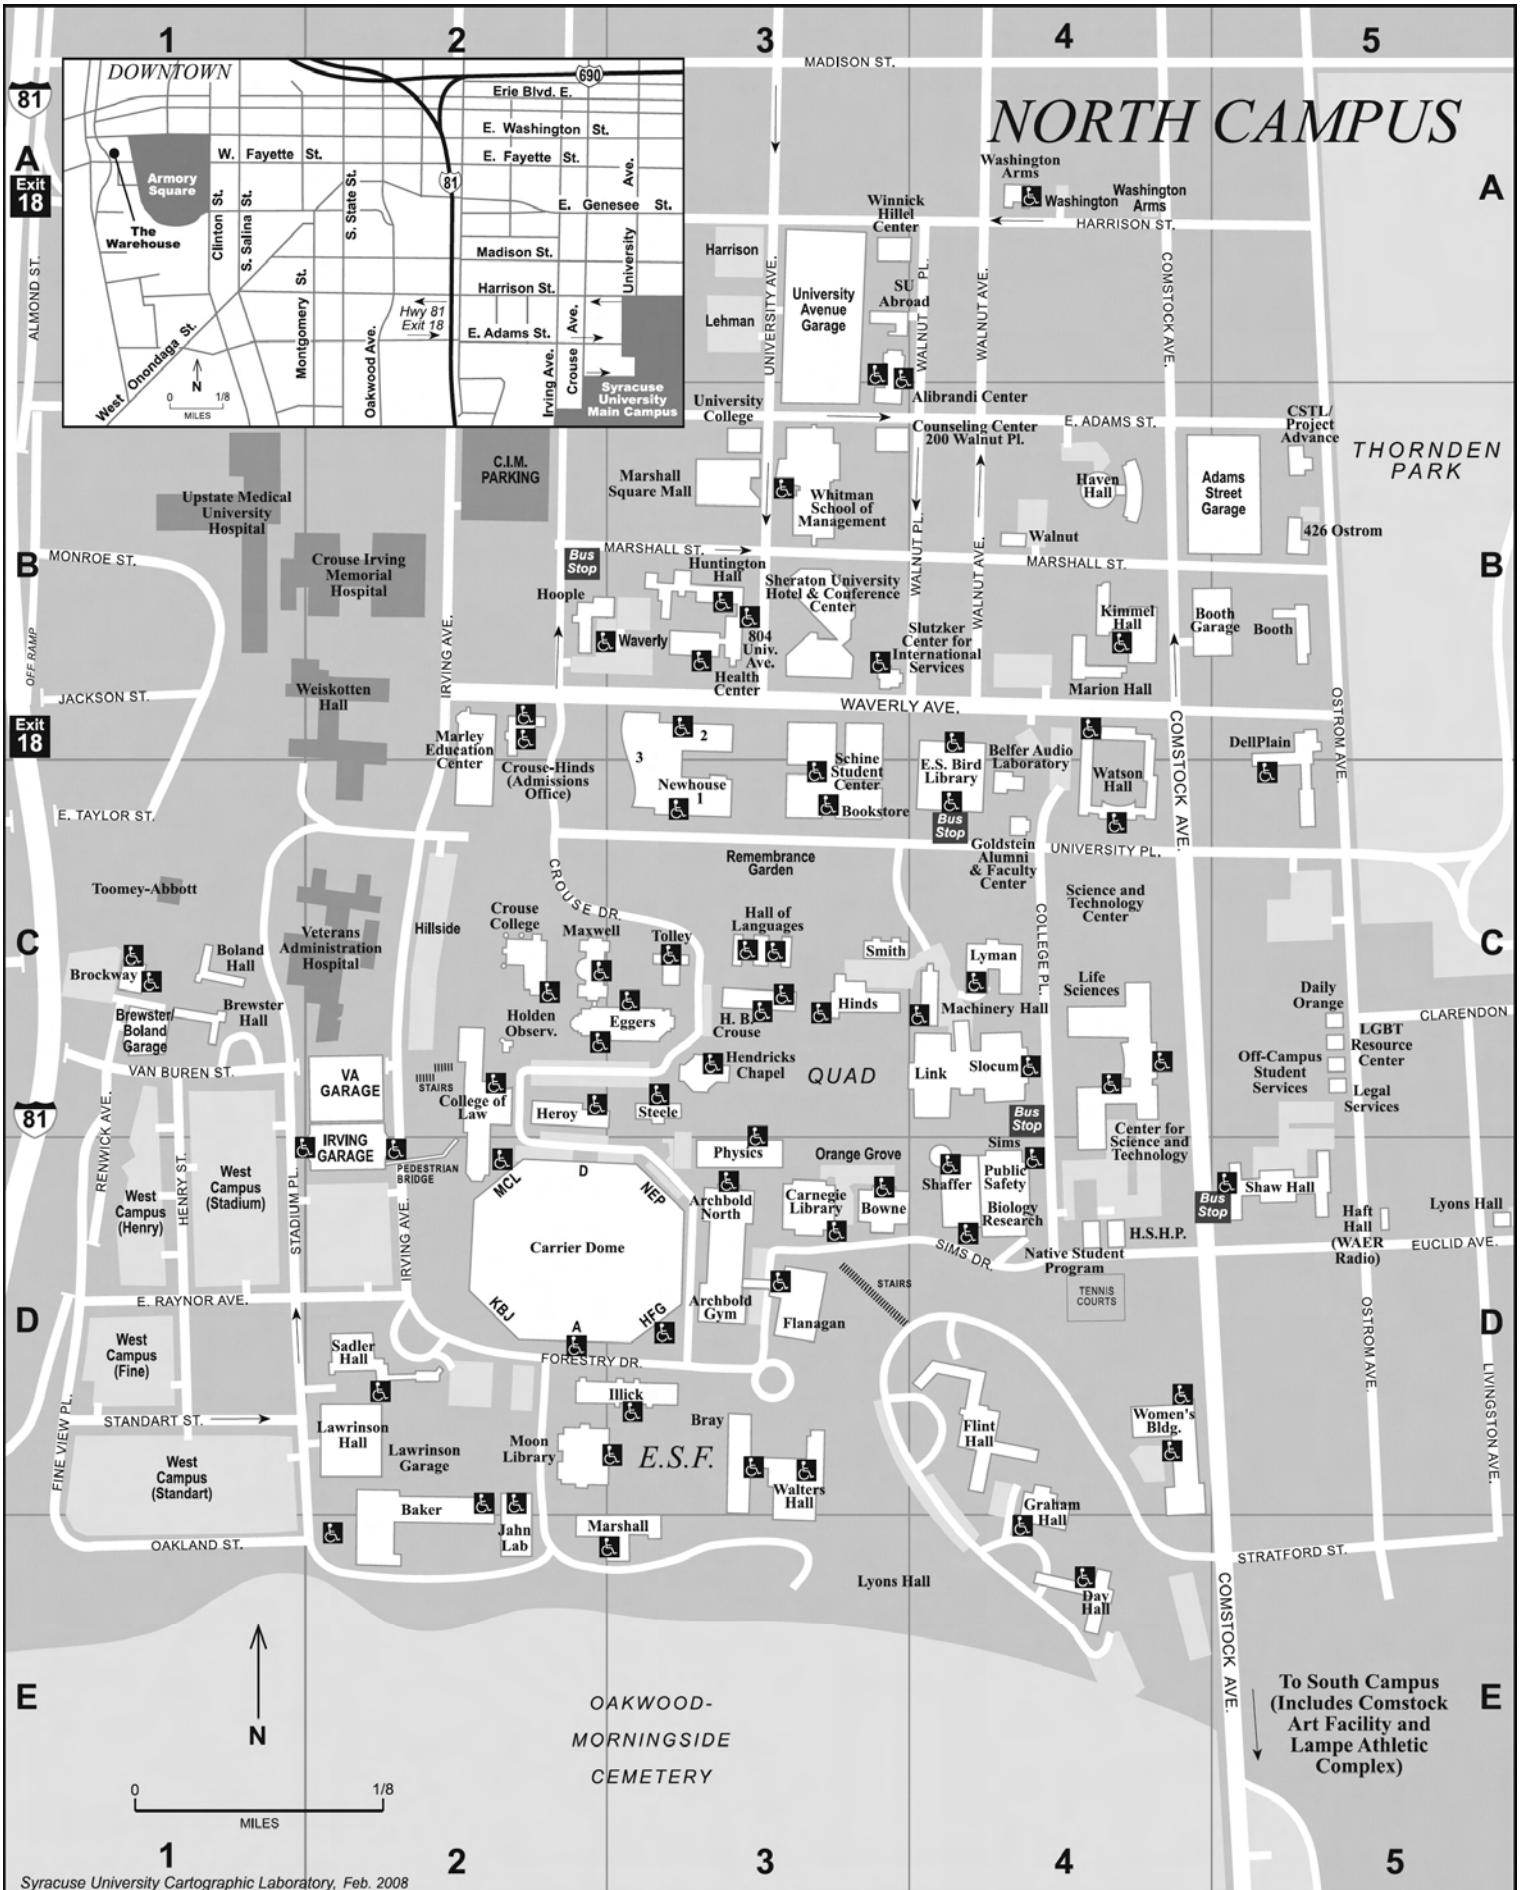 1
2
3
4
5
MADISON ST.
NORTH CAMPUS
DOWNTOWN
690
Erie Blvd. E.
E. Washington St.
W. Fayette St.
E. Fayette St.
81
Armory
Square
The
Warehouse
Clinton St.
S. Salina St.
S. State St.
E. Genesee St.
University
Ave.
Madison St.
Harrison St.
Hwy 81
Exit 18
E. Adams St.
Montgomery St.
Oakwood Ave.
Irving Ave.
Crouse Ave.
West Onondaga St.
N
0 1/8
MILES
Syracuse
University
Main Campus
81
A
Exit
18
ALMOND ST.
Washington
Arms
Washington
Washington
Arms
A
Winnick
Hillel
Center
HARRISON ST.
Harrison
Lehman
UNIVERSITY AVE.
University
Avenue
Garage
SU
Abroad
WALNUT PL.
WALNUT AVE.
COMSTOCK AVE.
University
College
Alibrandi Center
Counseling Center
200 Walnut Pl.
E. ADAMS ST.
CSTL/
Project
Advance
THORNDEN
PARK
C.I.M.
PARKING
Marshall
Square Mall
Whitman
School of
Management
Haven
Hall
Adams
Street
Garage
Upstate Medical
University
Hospital
426 Ostrom
Walnut
B
MONROE ST.
Crouse Irving
Memorial
Hospital
Bus
Stop
MARSHALL ST.
WALNUT PL.
WALNUT AVE.
MARSHALL ST.
B
Huntington
Hall
Hoople
Sheraton University
Hotel & Conference
Center
Waverly
804
Univ.
Ave.
Health
Center
Slutzker
Center for
International
Services
Kimmel
Hall
Marion Hall
Booth
Garage
Booth
OFF RAMP
IRVING AVE.
JACKSON ST.
Weiskotten
Hall
WAVERLY AVE.
OSTROM AVE.
Exit
18
Marley
Education
Center
Crouse-Hinds
(Admissions
Office)
3
2
Newhouse
1
Schine
Student
Center
Bookstore
E.S. Bird
Library
Bus
Stop
Belfer Audio
Laboratory
Watson
Hall
COMSTOCK AVE.
DellPlain
E. TAYLOR ST.
Goldstein
Alumni
& Faculty
Center
UNIVERSITY PL.
Remembrance
Garden
Toomey-Abbott
CROUSE DR.
Science and
Technology
Center
C
Hillside
Veterans
Administration
Hospital
Crouse
College
Maxwell
Tolley
Hall of
Languages
Smith
Lyman
COLLEGE PL.
C
Brockway
Boland
Hall
Brewster
Hall
Brewster/
Boland
Garage
Holden
Observ.
Eggers
H. B.
Crouse
Hinds
Machinery Hall
Life
Sciences
Daily
Orange
CLARENDON
LGBT
Resource
Center
Off-Campus
Student
Services
Legal
Services
VAN BUREN ST.
VA
GARAGE
STAIRS
College of
Law
Heroy
Steele
Hendricks
Chapel
QUAD
Link
Slocum
Bus
Stop
81
RENWICK AVE.
IRVING
GARAGE
PEDESTRIAN
BRIDGE
Physics
Orange Grove
Sims
Center for
Science and
Technology
West
Campus
(Henry)
HENRY ST.
West
Campus
(Stadium)
STADIUM PL.
IRVING AVE.
MCL
D
NEP
Carrier Dome
KBJ
HFG
A
Archbold
North
Carnegie
Library
Bowne
Shaffer
Public
Safety
Biology
Research
Bus
Stop
Shaw Hall
Haft
Hall
(WAER
Radio)
Lyons Hall
H.S.H.P.
Native Student
Program
EUCLID AVE.
SIMS DR.
STAIRS
TENNIS
COURTS
E. RAYNOR AVE.
Archbold
Gym
Flanagan
D
D
West
Campus
(Fine)
Sadler
Hall
FORESTRY DR.
OSTROM AVE.
LIVINGSTON AVE.
FINE VIEW PL.
STANDART ST.
Illick
Bray
Lawrinson
Hall
Lawrinson
Garage
Moon
Library
E.S.F.
Walters
Hall
Flint
Hall
Women's
Bldg.
West
Campus
(Standart)
Baker
Jahn
Lab
Marshall
Graham
Hall
OAKLAND ST.
STRATFORD ST.
Lyons Hall
Day
Hall
COMSTOCK AVE.
E
N
OAKWOOD-
MORNINGSIDE
CEMETERY
To South Campus
(Includes Comstock
Art Facility and
Lampe Athletic
Complex)
E
0 1/8
MILES
1
2
3
4
5
Syracuse University Cartographic Laboratory, Feb. 2008